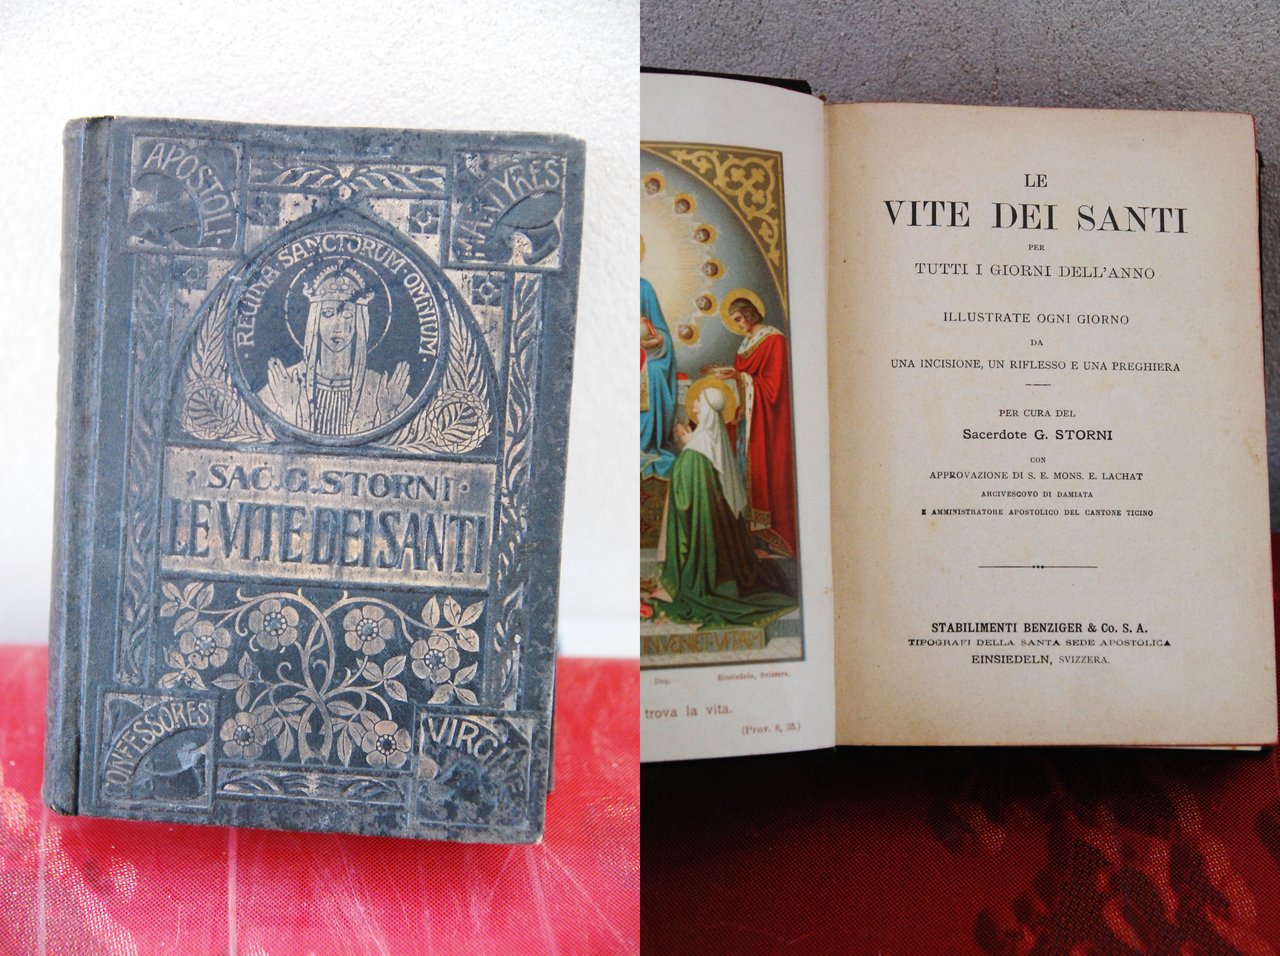 APOSTOLI
MARTYRES
· REGINA SANCTORUM · OMNIUM ·
· SAC. G. STORNI ·
LE VITE DEI SANTI
CONFESSORES
VIRGINES
INVENIET VITAM
Dep.
Einsiedeln, Svizzera.
trova la vita.
(Prov. 8, 35.)
LE
VITE DEI SANTI
PER
TUTTI I GIORNI DELL'ANNO
ILLUSTRATE OGNI GIORNO
DA
UNA INCISIONE, UN RIFLESSO E UNA PREGHIERA
PER CURA DEL
Sacerdote G. STORNI
CON
APPROVAZIONE DI S. E. MONS. E. LACHAT
ARCIVESCOVO DI DAMIATA
E AMMINISTRATORE APOSTOLICO DEL CANTONE TICINO
STABILIMENTI BENZIGER & Co. S. A.
TIPOGRAFI DELLA SANTA SEDE APOSTOLICA
EINSIEDELN, SVIZZERA.